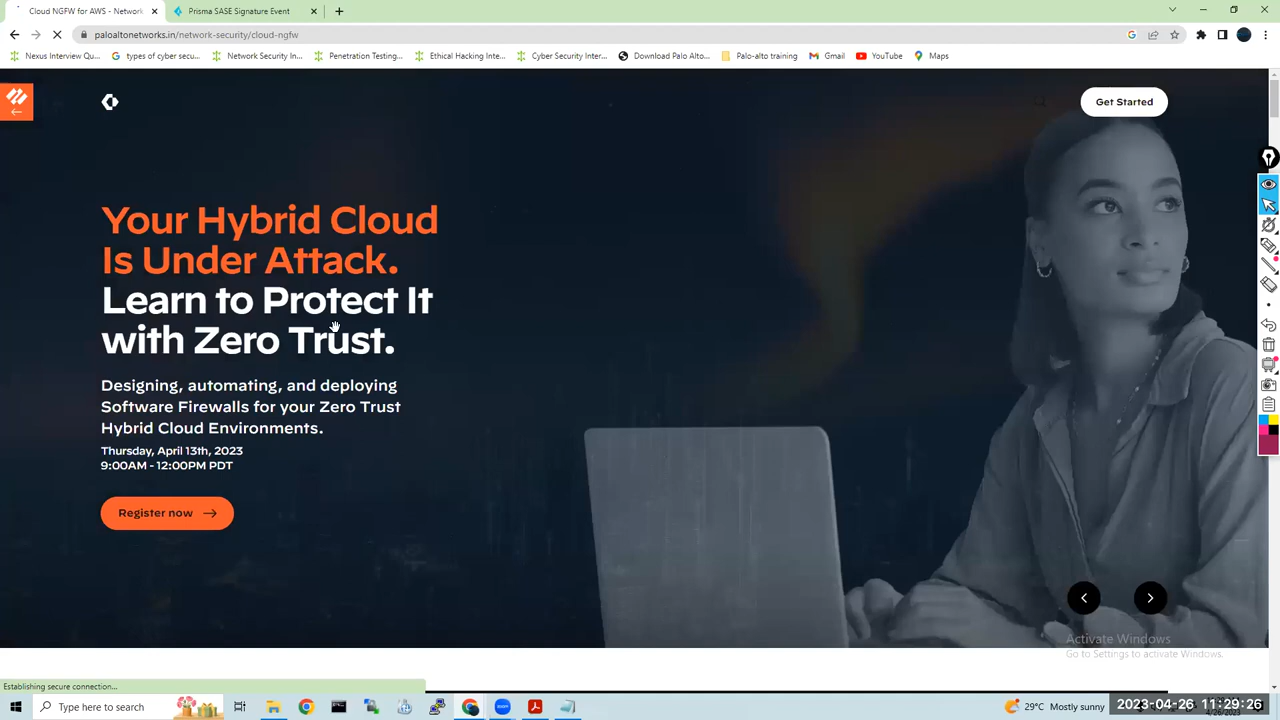 Cloud NGFW for AWS - Network
Prisma SASE Signature Event
paloaltonetworks.in/network-security/cloud-ngfw
Nexus Interview Qu...
types of cyber secu...
Network Security In...
Penetration Testing...
Ethical Hacking Inte...
Cyber Security Inter...
Download Palo Alto...
Palo-alto training
Gmail
YouTube
Maps
Get Started
Your Hybrid Cloud
Is Under Attack.
Learn to Protect It
with Zero Trust.
Designing, automating, and deploying
Software Firewalls for your Zero Trust
Hybrid Cloud Environments.
Thursday, April 13th, 2023
9:00AM - 12:00PM PDT
Register now
Activate Windows
Go to Settings to activate Windows.
Establishing secure connection...
Type here to search
29°C Mostly sunny
2023-04-26 11:29:26